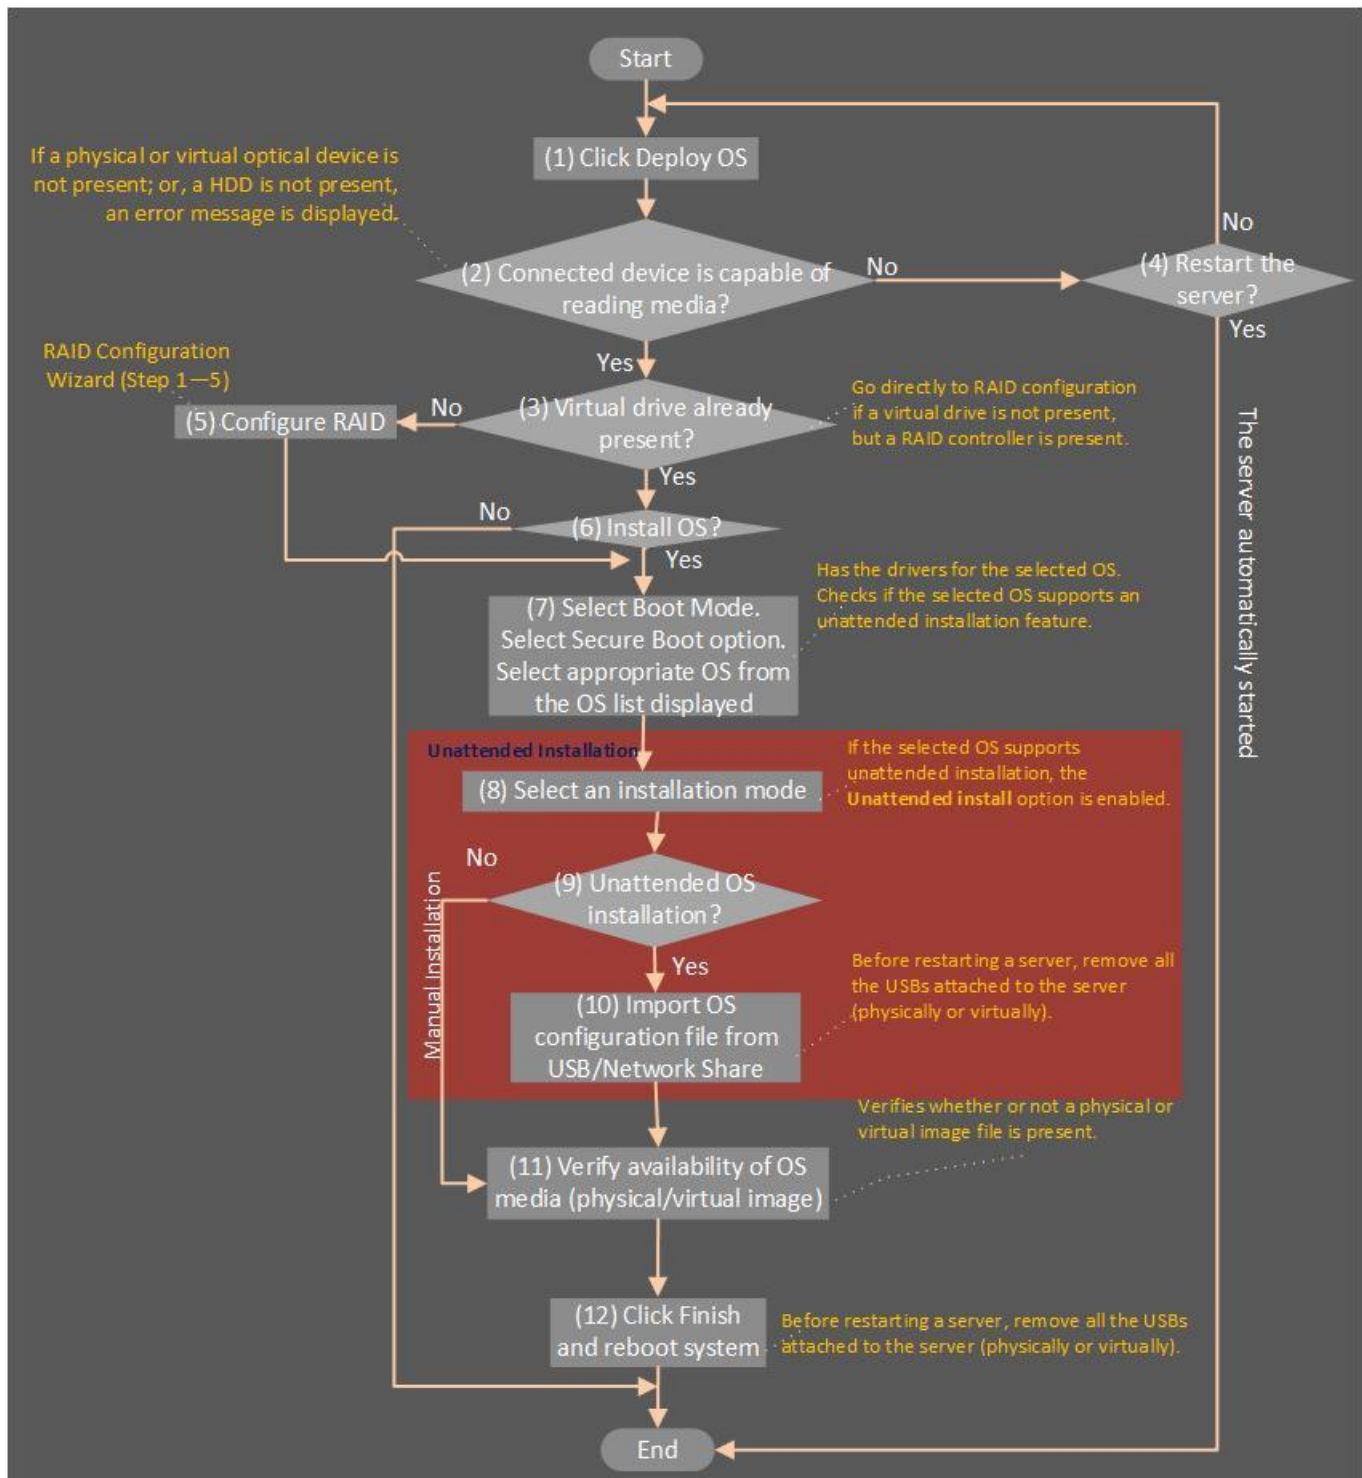 Start
(1) Click Deploy OS
If a physical or virtual optical device is
not present; or, a HDD is not present,
an error message is displayed.
(2) Connected device is capable of
reading media?
No
No
(4) Restart the
server?
Yes
Yes
RAID Configuration
Wizard (Step 1—5)
(5) Configure RAID
No
(3) Virtual drive already
present?
Go directly to RAID configuration
if a virtual drive is not present,
but a RAID controller is present.
The server automatically started
Yes
No
(6) Install OS?
Yes
(7) Select Boot Mode.
Select Secure Boot option.
Select appropriate OS from
the OS list displayed
Has the drivers for the selected OS.
Checks if the selected OS supports an
unattended installation feature.
Unattended Installation
(8) Select an installation mode
If the selected OS supports
unattended installation, the
Unattended install option is enabled.
No
(9) Unattended OS
installation?
Manual Installation
Yes
(10) Import OS
configuration file from
USB/Network Share
Before restarting a server, remove all
the USBs attached to the server
(physically or virtually).
Verifies whether or not a physical or
virtual image file is present.
(11) Verify availability of OS
media (physical/virtual image)
(12) Click Finish
and reboot system
Before restarting a server, remove all the USBs
attached to the server (physically or virtually).
End